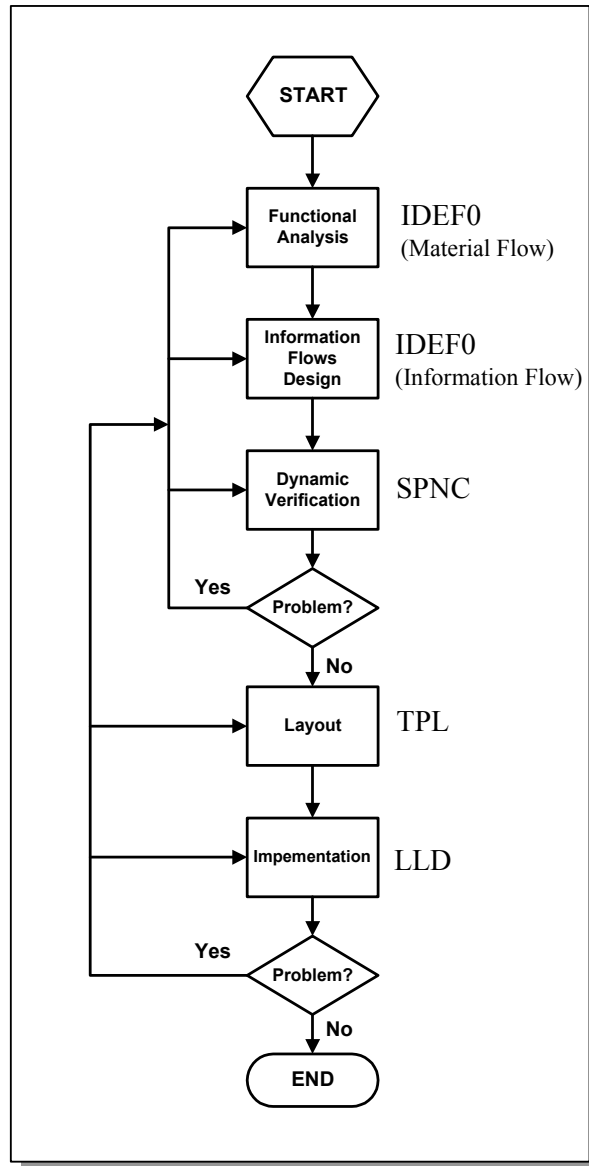 START
Functional
Analysis
IDEF0
(Material Flow)
Information
Flows
Design
IDEF0
(Information Flow)
Dynamic
Verification
SPNC
Yes
Problem?
No
Layout
TPL
Impementation
LLD
Yes
Problem?
No
END